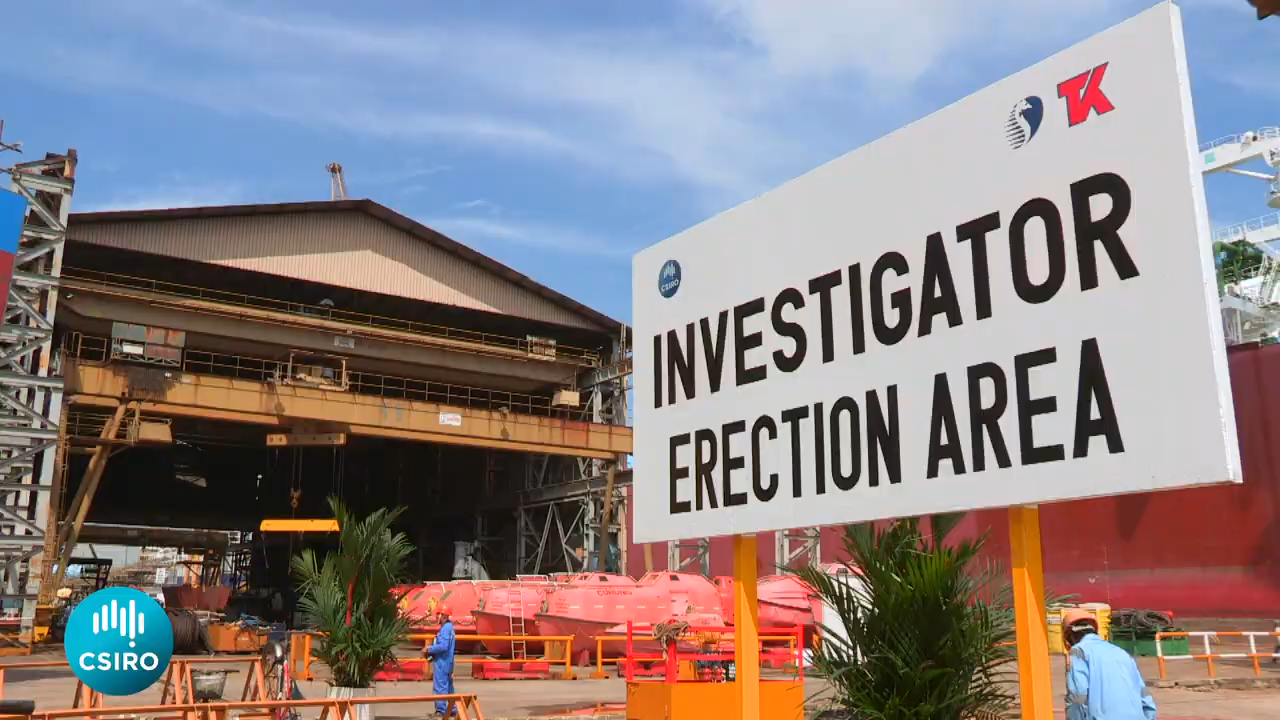 TK
CSIRO
INVESTIGATOR
ERECTION AREA
CSIRO